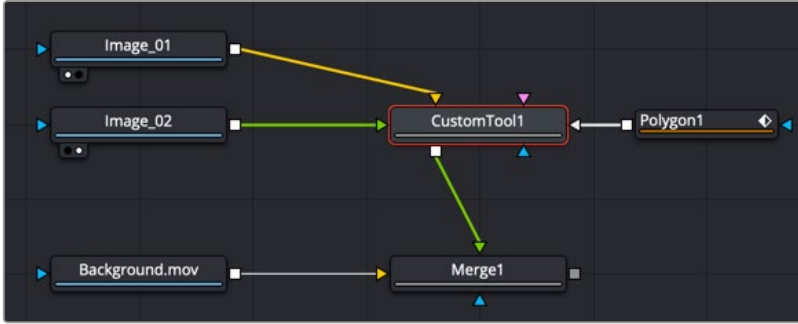 Image_01
Image_02
CustomTool1
Polygon1
Background.mov
Merge1